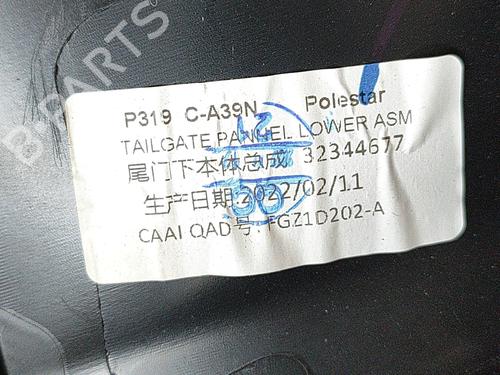 B-PARTS
P319 C-A39N Polestar
TAILGATE PANHEL LOWER ASM
尾门下本体总成 32344677
生产日期:2022/02/11
CAAI QAD号: FGZ1D202-A